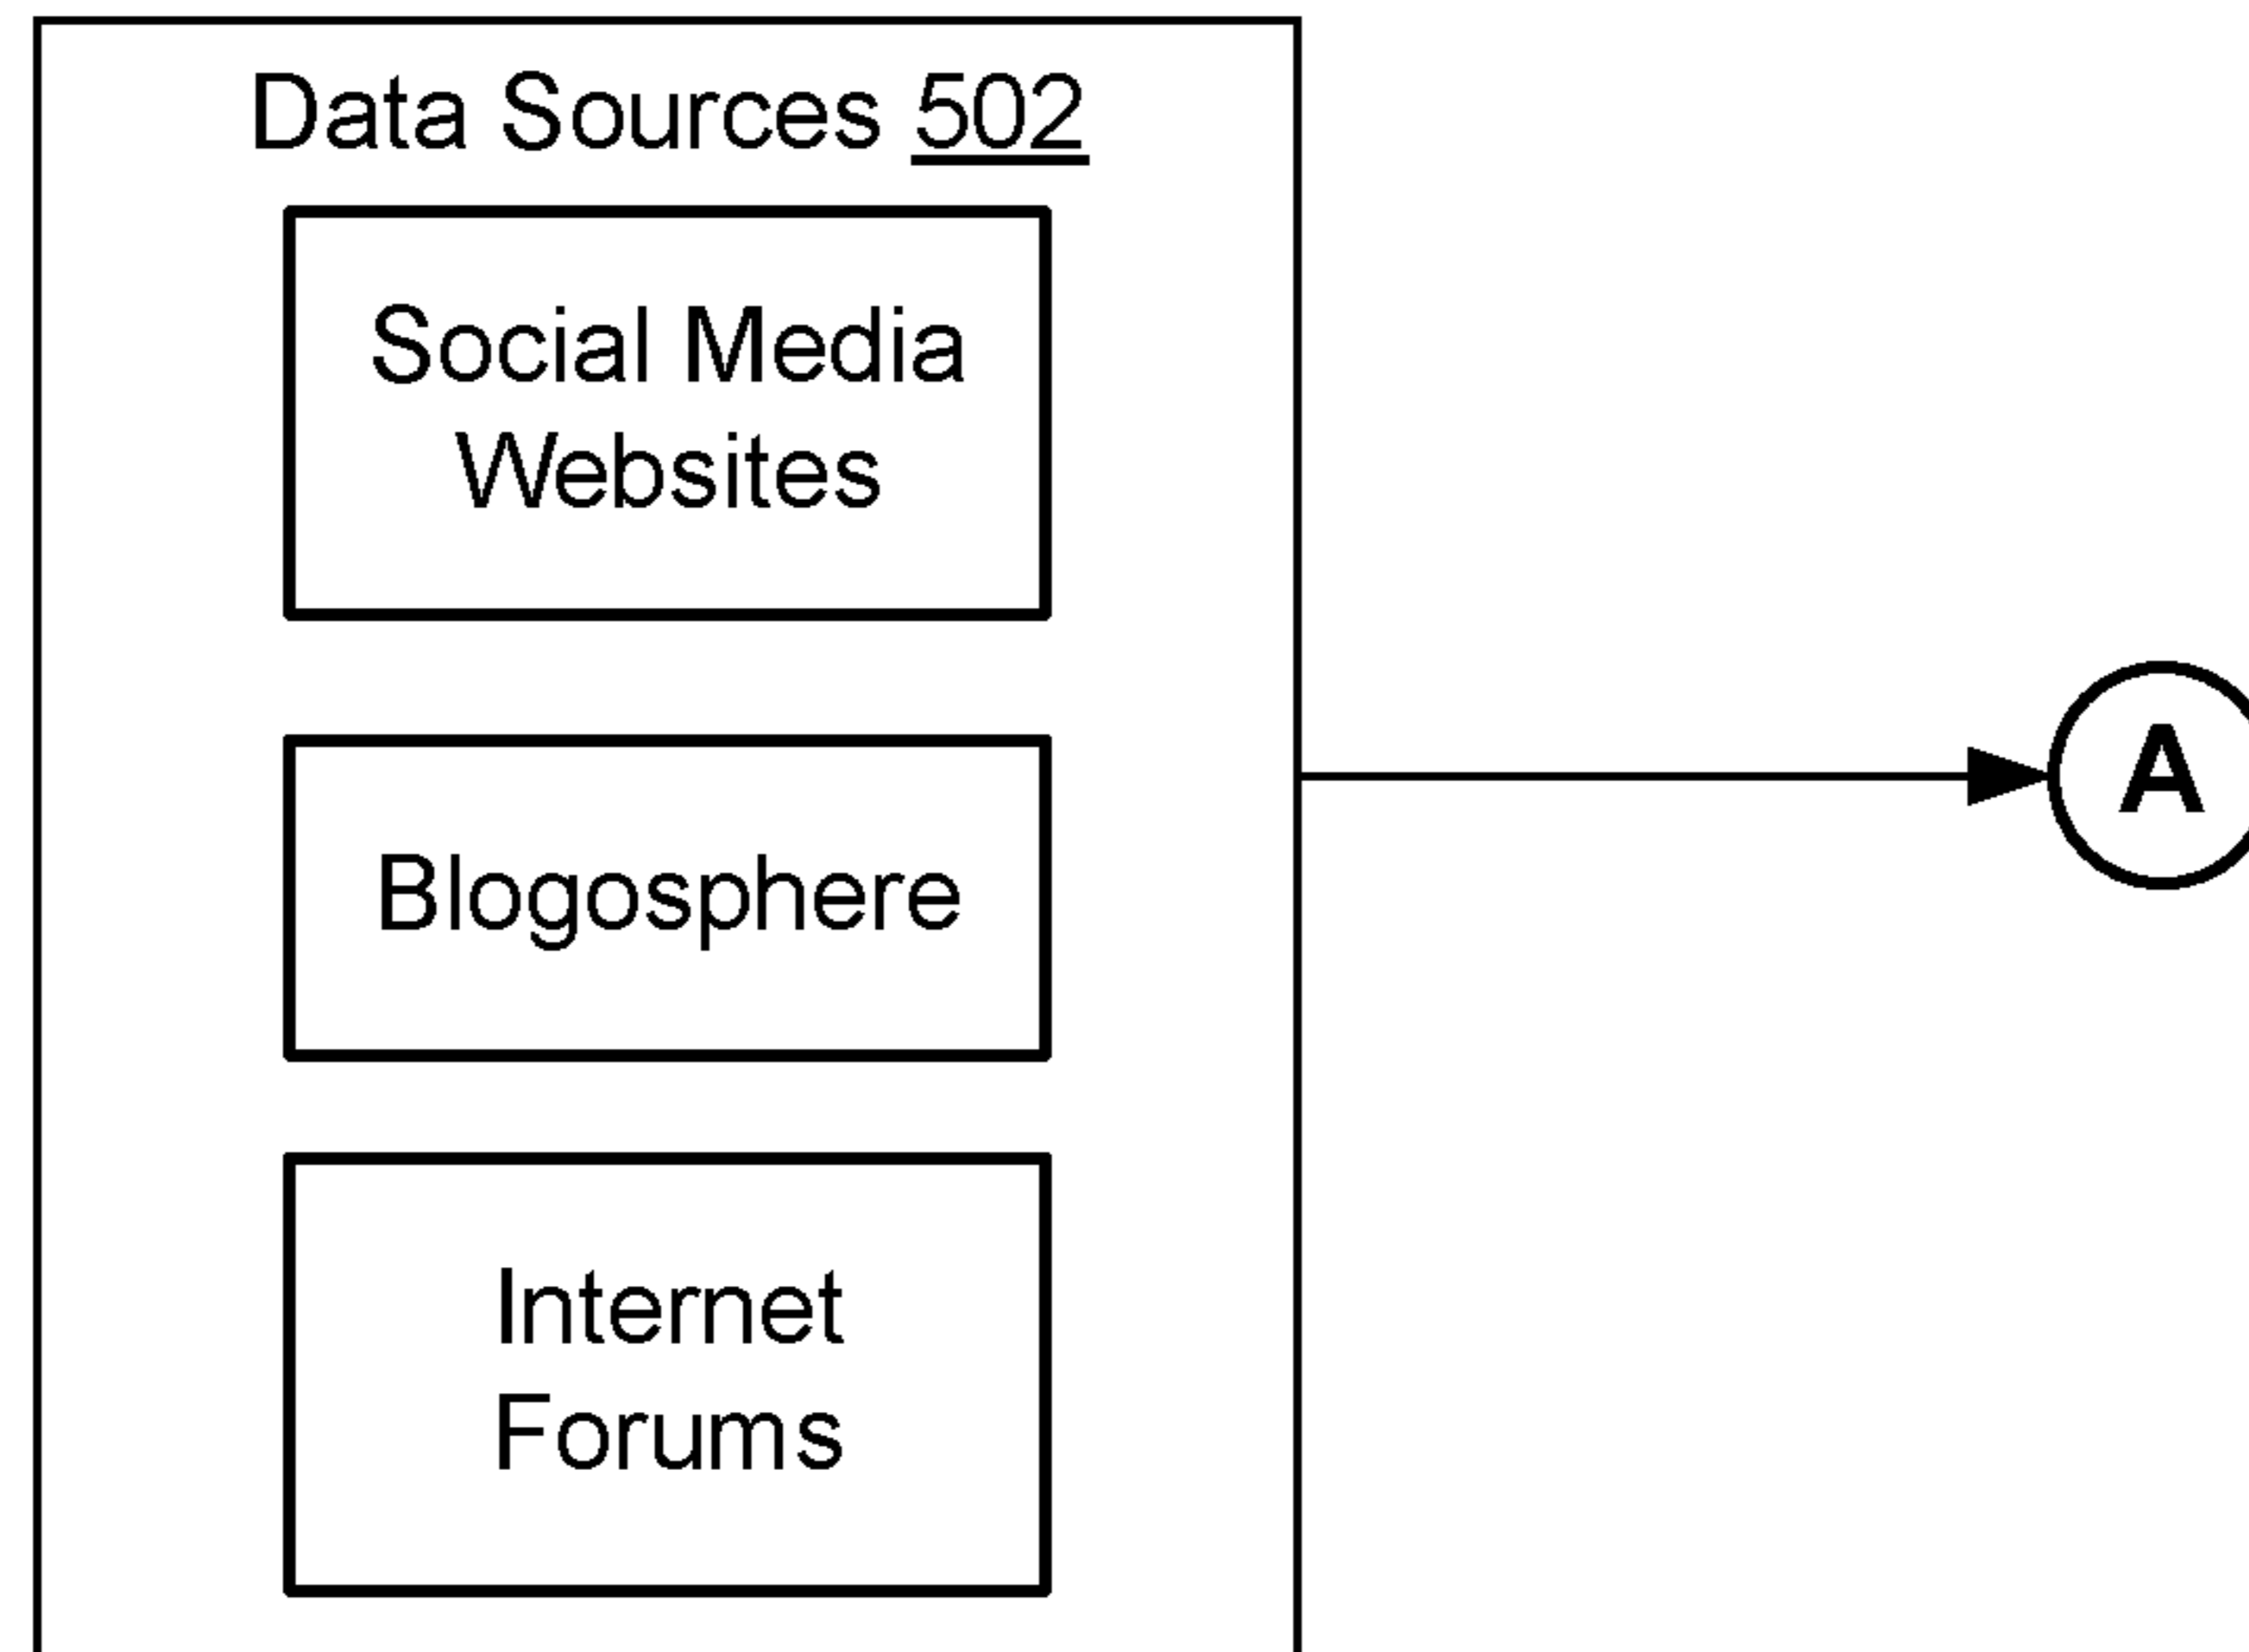 Data Sources 502
Social Media
Websites
A
Blogosphere
Internet
Forums